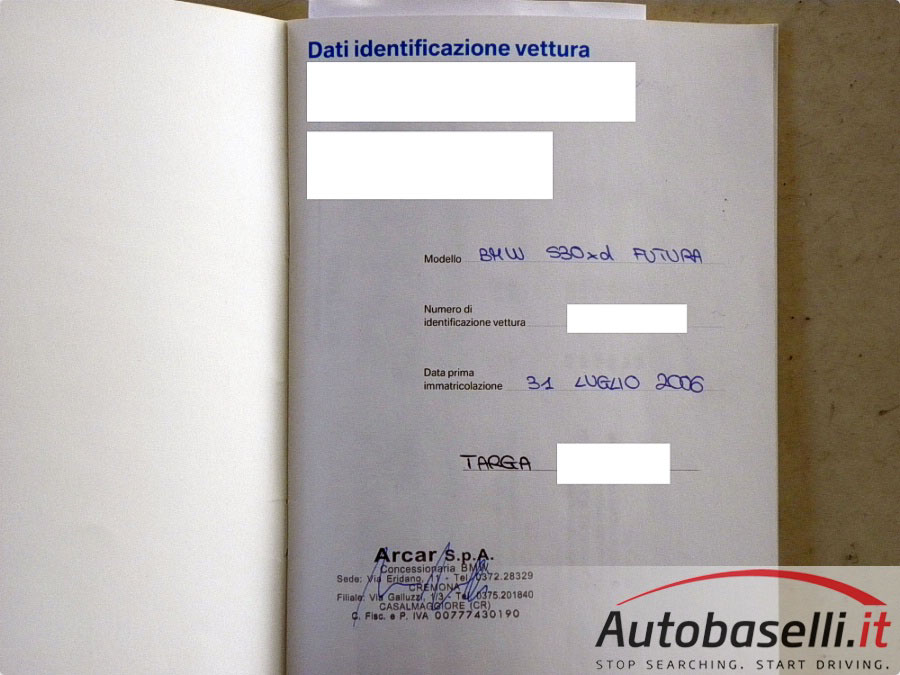 Dati identificazione vettura
Modello BMW 530xd FUTURA
Numero di
identificazione vettura
Data prima
immatricolazione 31 LUGLIO 2006
TARGA
Arcar S.p.A.
Concessionaria BMW
Sede: Via Eridano, 11 - Tel. 0372.28329
CREMONA
Filiale: Via Galluzzi, 1/3 - Tel. 0375.201840
CASALMAGGIORE (CR)
C. Fisc. e P. IVA 00777430190
Autobaselli.it
STOP SEARCHING. START DRIVING.